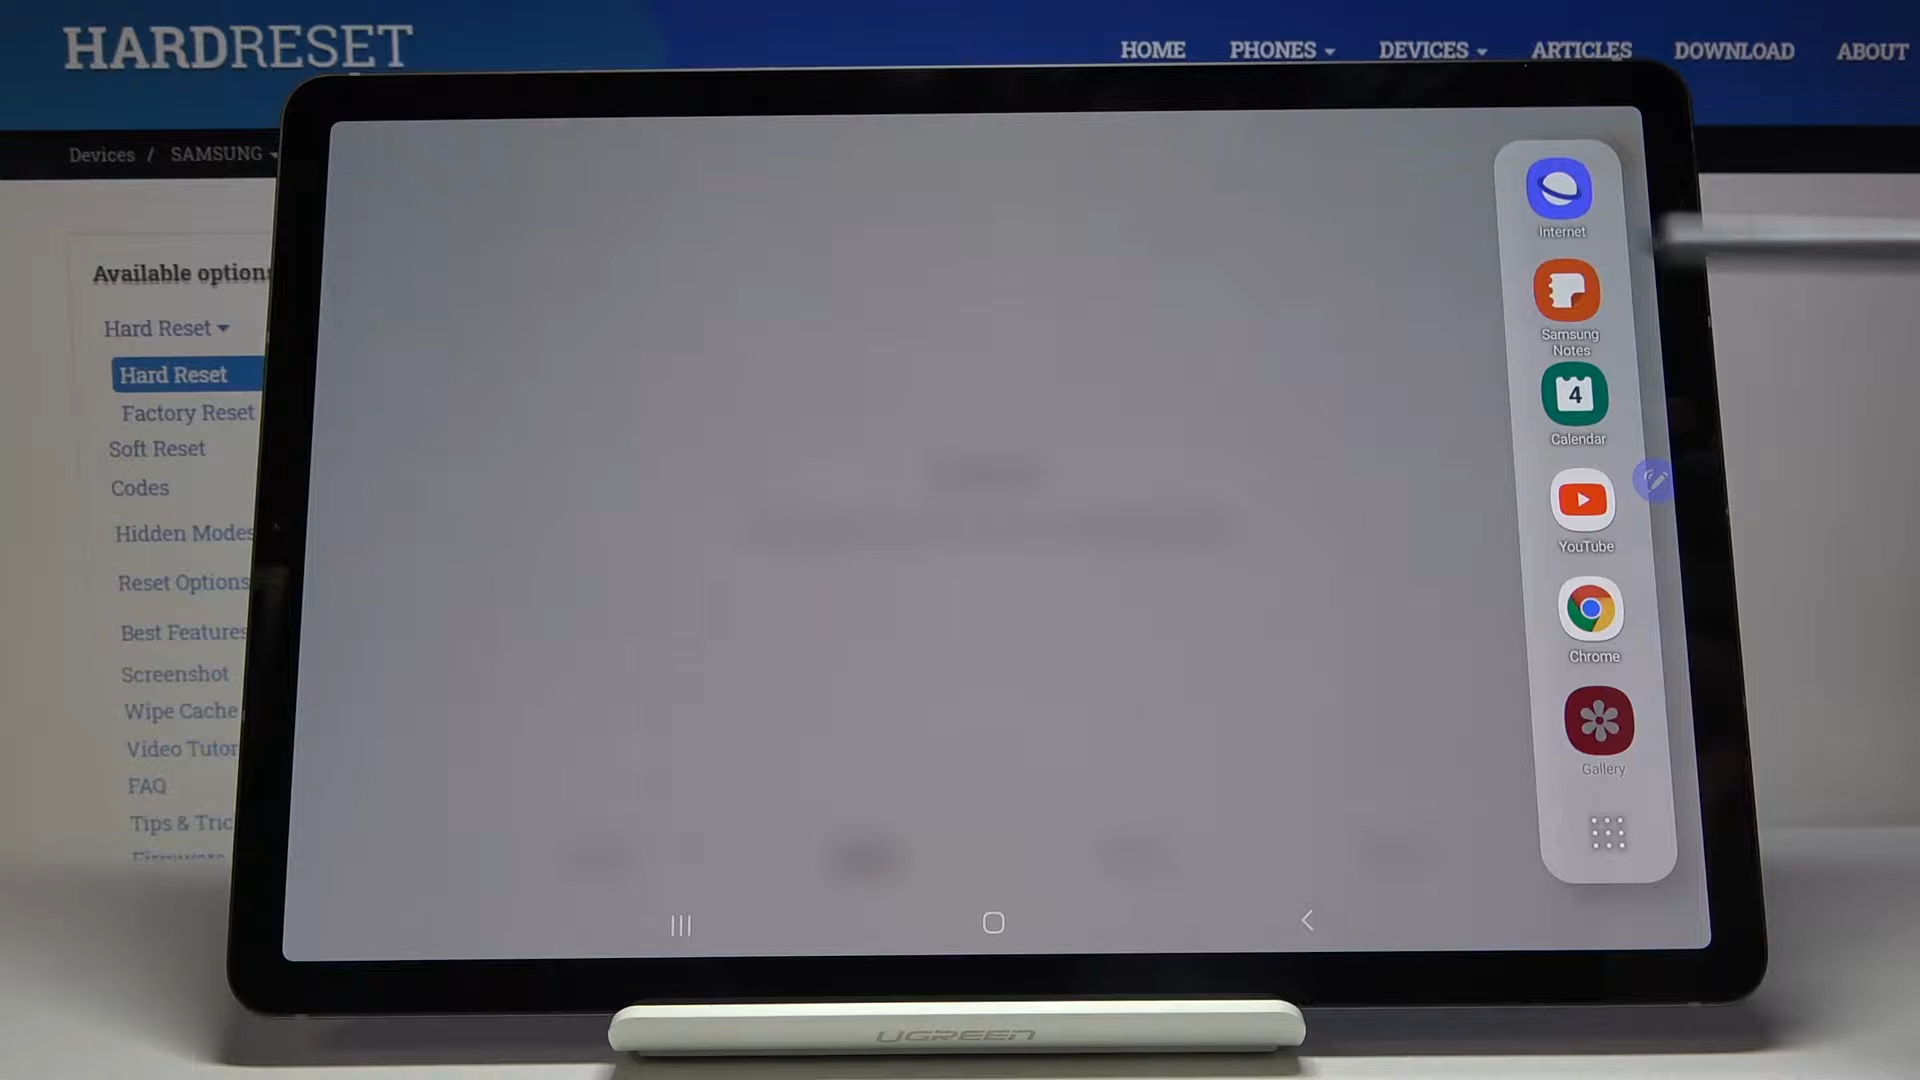 HARDRESET
HOME PHONES DEVICES ARTICLES DOWNLOAD ABOUT
Devices / SAMSUNG
Available options
Hard Reset
Hard Reset
Factory Reset
Soft Reset
Codes
Hidden Modes
Reset Options
Best Features
Screenshot
Wipe Cache
Video Tutor
FAQ
Tips & Tric
Firmware
Internet
Samsung
Notes
4
Calendar
YouTube
Chrome
Gallery
UGREEN